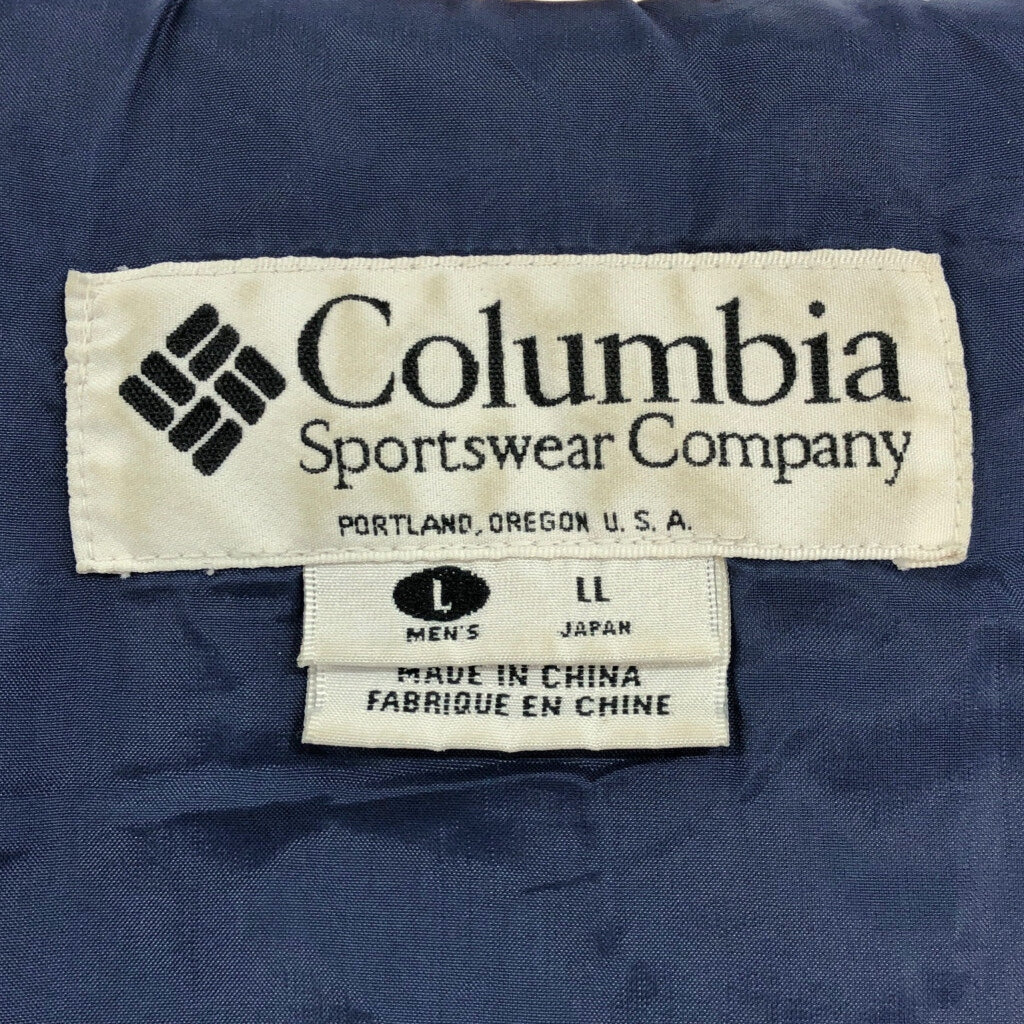 Columbia
Sportswear Company
PORTLAND, OREGON U. S. A.
L LL
MEN'S JAPAN
MADE IN CHINA
FABRIQUE EN CHINE